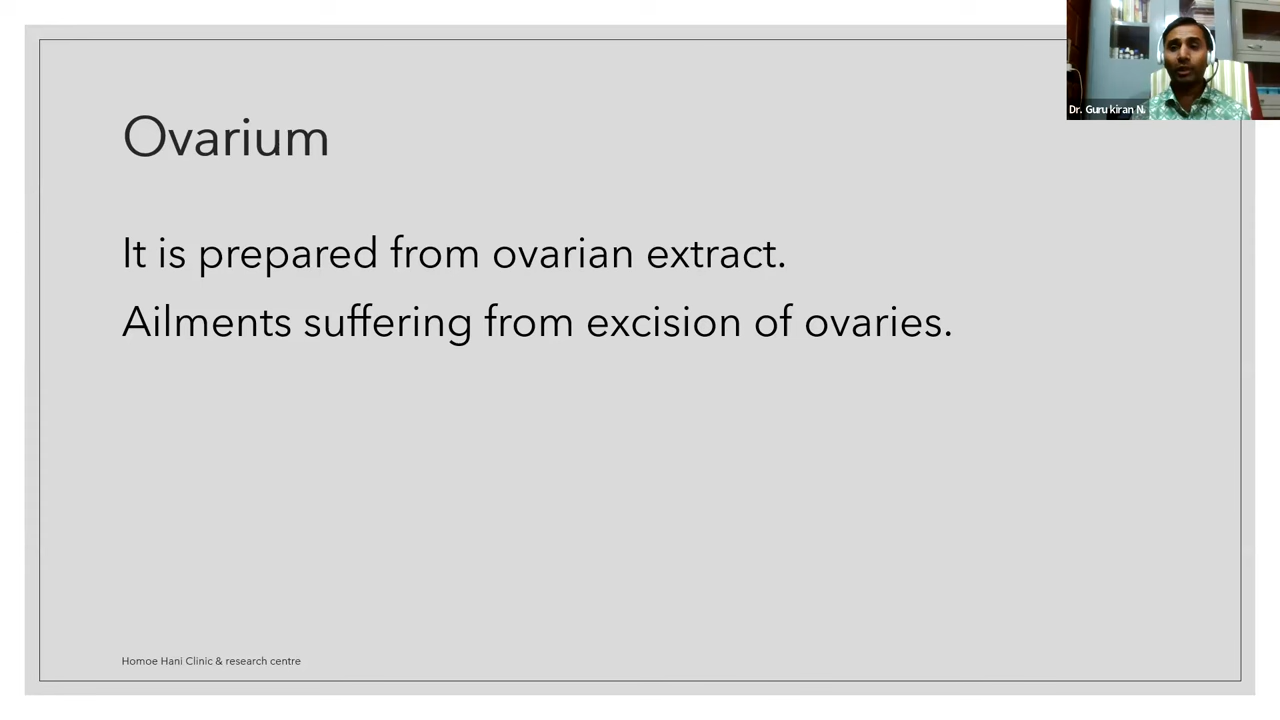 Dr. Guru kiran N.
Ovarium
It is prepared from ovarian extract.
Ailments suffering from excision of ovaries.
Homoe Hani Clinic & research centre